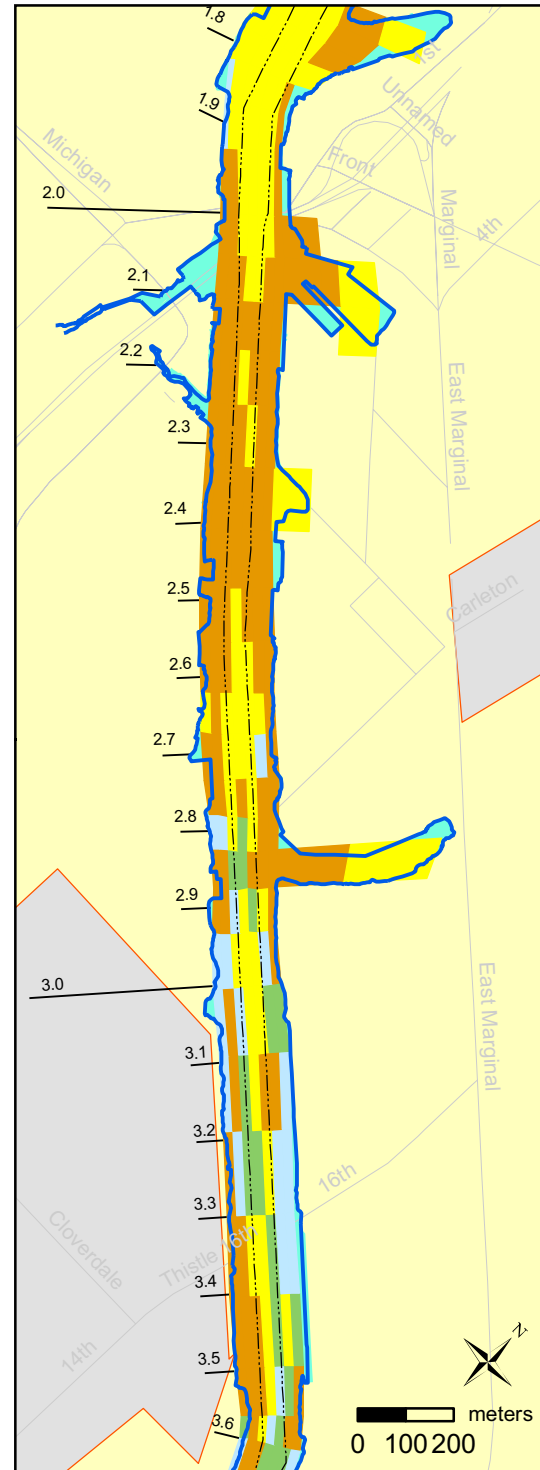 1.8
1st
1.9
Unnamed
Michigan
Front
2.0
Marginal
4th
2.1
2.2
East Marginal
2.3
2.4
2.5
Carleton
2.6
2.7
2.8
2.9
3.0
East Marginal
3.1
3.2
16th
3.3
Cloverdale
Thistle 16th
3.4
14th
N
3.5
meters
3.6
0 100 200